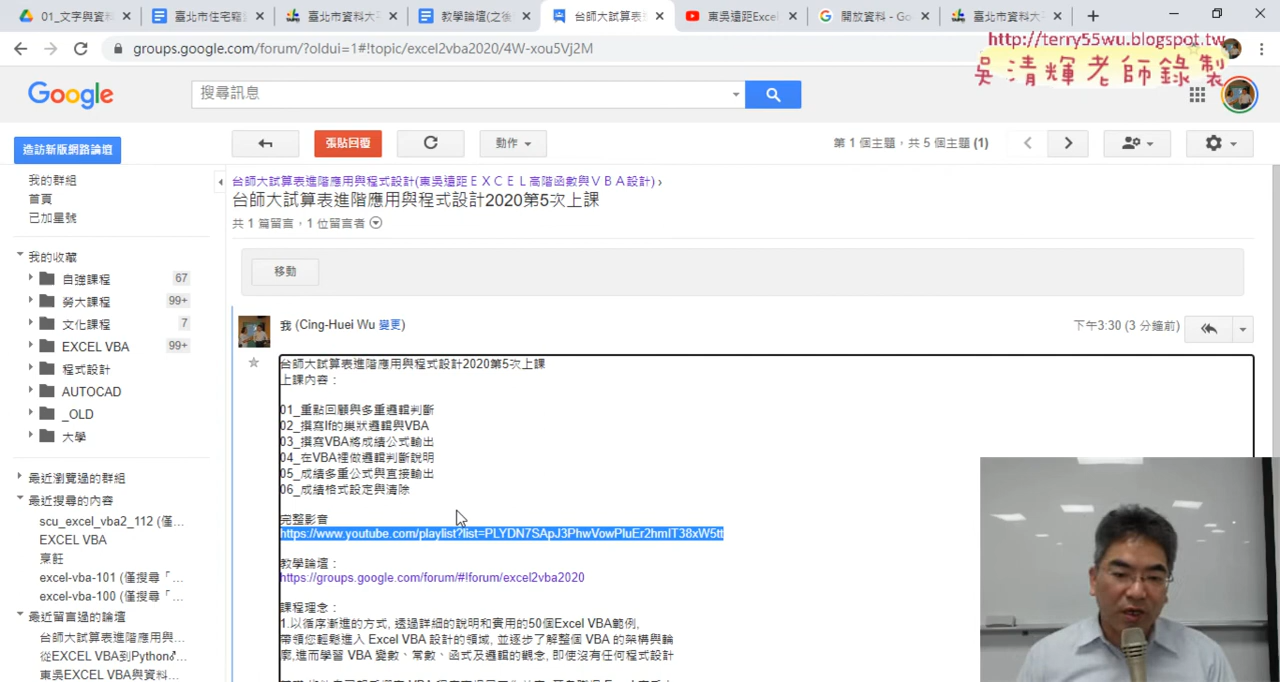 01_文字與資料
臺北市住宅竊
臺北市資料大平
教學論壇(之後
台師大試算表
東吳遠距Excel
開放資料 - Go
臺北市資料大平
groups.google.com/forum/?oldui=1#!topic/excel2vba2020/4W-xou5Vj2M
http://terry55wu.blogspot.tw
吳清輝老師錄製
Google
搜尋訊息
造訪新版網路論壇
張貼回覆
動作
第 1 個主題，共 5 個主題 (1)
我的群組
首頁
已加星號
台師大試算表進階應用與程式設計(東吳遠距ＥＸＣＥＬ高階函數與ＶＢＡ設計) ›
台師大試算表進階應用與程式設計2020第5次上課
共 1 篇留言，1 位留言者
我的收藏
自強課程 67
勞大課程 99+
文化課程 7
EXCEL VBA 99+
程式設計
AUTOCAD
_OLD
大學
移動
我 (Cing-Huei Wu 變更)
下午3:30 (3 分鐘前)
台師大試算表進階應用與程式設計2020第5次上課
上課內容：
01_重點回顧與多重邏輯判斷
02_撰寫If的巢狀邏輯與VBA
03_撰寫VBA將成績公式輸出
04_在VBA裡做邏輯判斷說明
05_成績多重公式與直接輸出
06_成績格式設定與清除
完整影音
https://www.youtube.com/playlist?list=PLYDN7SApJ3PhwVowPIuEr2hmIT38xW5tt
教學論壇：
https://groups.google.com/forum/#!forum/excel2vba2020
課程理念：
1.以循序漸進的方式, 透過詳細的說明和實用的50個Excel VBA範例,
帶領您輕鬆進入 Excel VBA 設計的領域, 並逐步了解整個 VBA 的架構與輪
廓,進而學習 VBA 變數、常數、函式及邏輯的觀念, 即使沒有任何程式設計
最近瀏覽過的群組
最近搜尋的內容
scu_excel_vba2_112 (僅...
EXCEL VBA
烹飪
excel-vba-101 (僅搜尋「...
excel-vba-100 (僅搜尋「...
最近留言過的論壇
台師大試算表進階應用與...
從EXCEL VBA到Python...
東吳EXCEL VBA與資料...